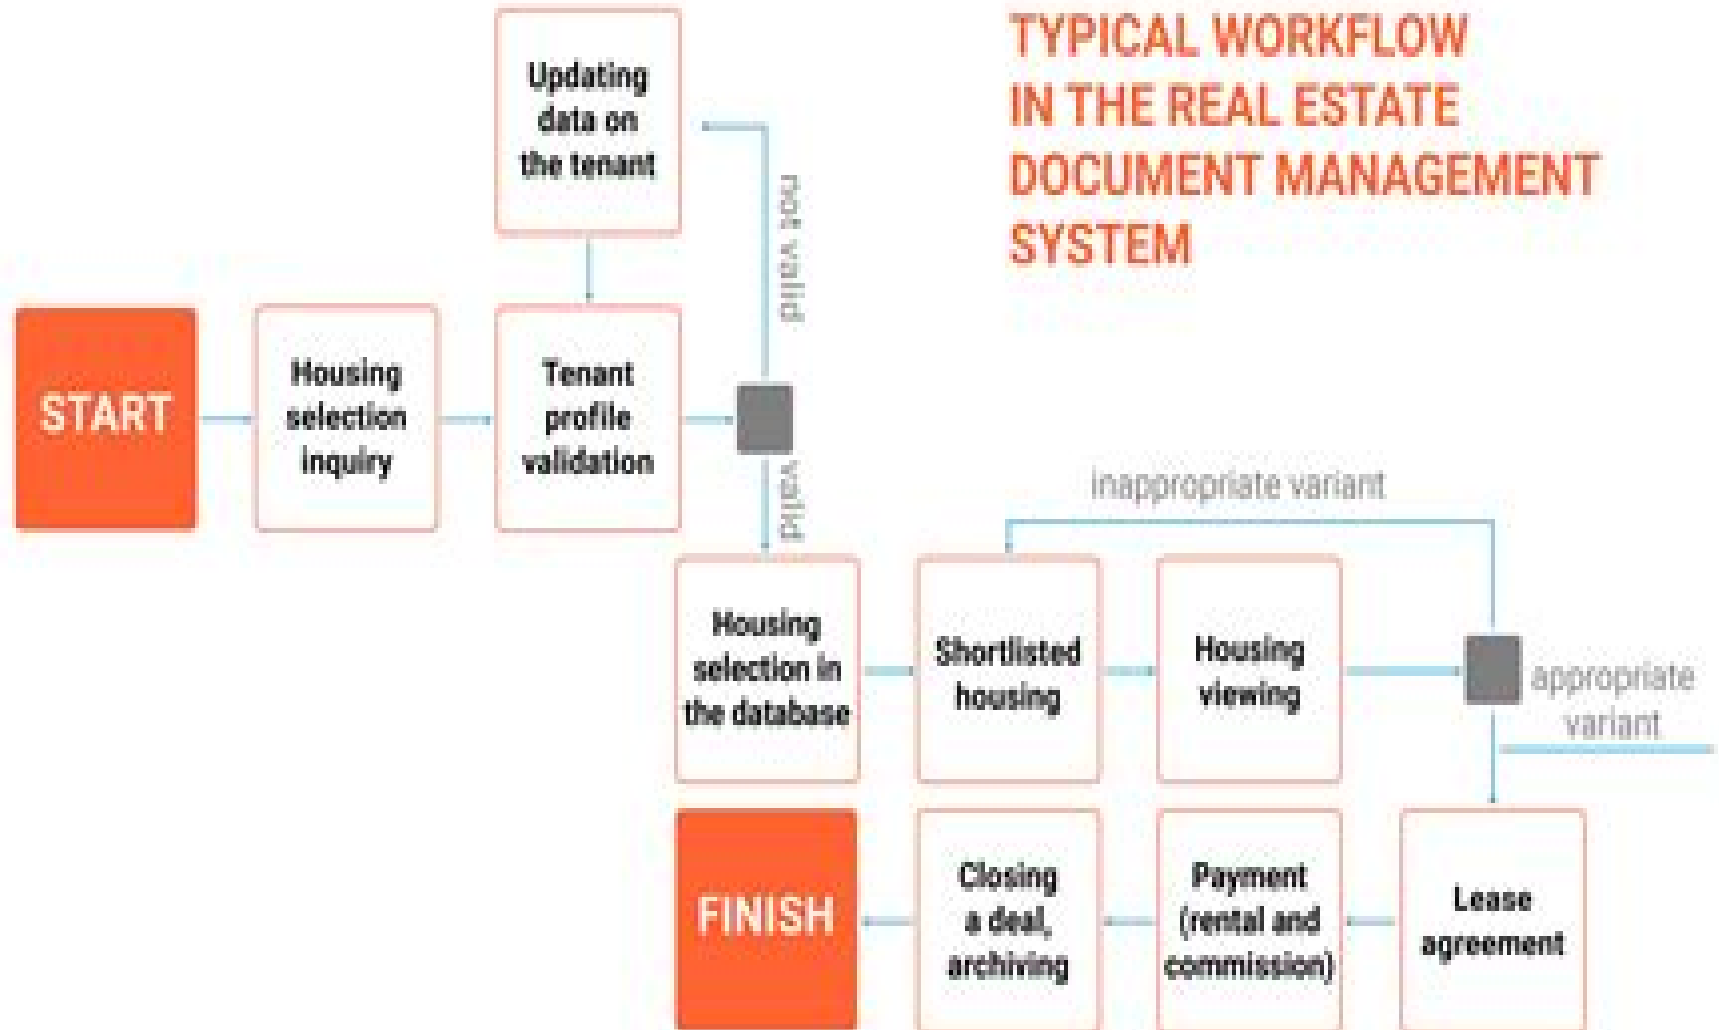 TYPICAL WORKFLOW
IN THE REAL ESTATE
DOCUMENT MANAGEMENT
SYSTEM
Updating
data on
the tenant
not valid
START
Housing
selection
inquiry
Tenant
profile
validation
valid
inappropriate variant
Housing
selection in
the database
Shortlisted
housing
Housing
viewing
appropriate
variant
FINISH
Closing
a deal,
archiving
Payment
(rental and
commission)
Lease
agreement